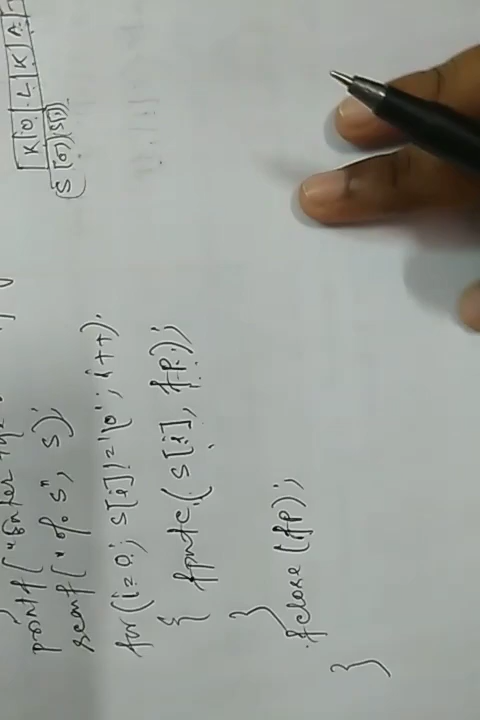 K O L K A
S[0] S[1]
printf("Enter
scanf("%s", s);
for(i=0; s[i]!='\0'; i++)
{ fputc(s[i], fp);
}
fclose(fp);
}